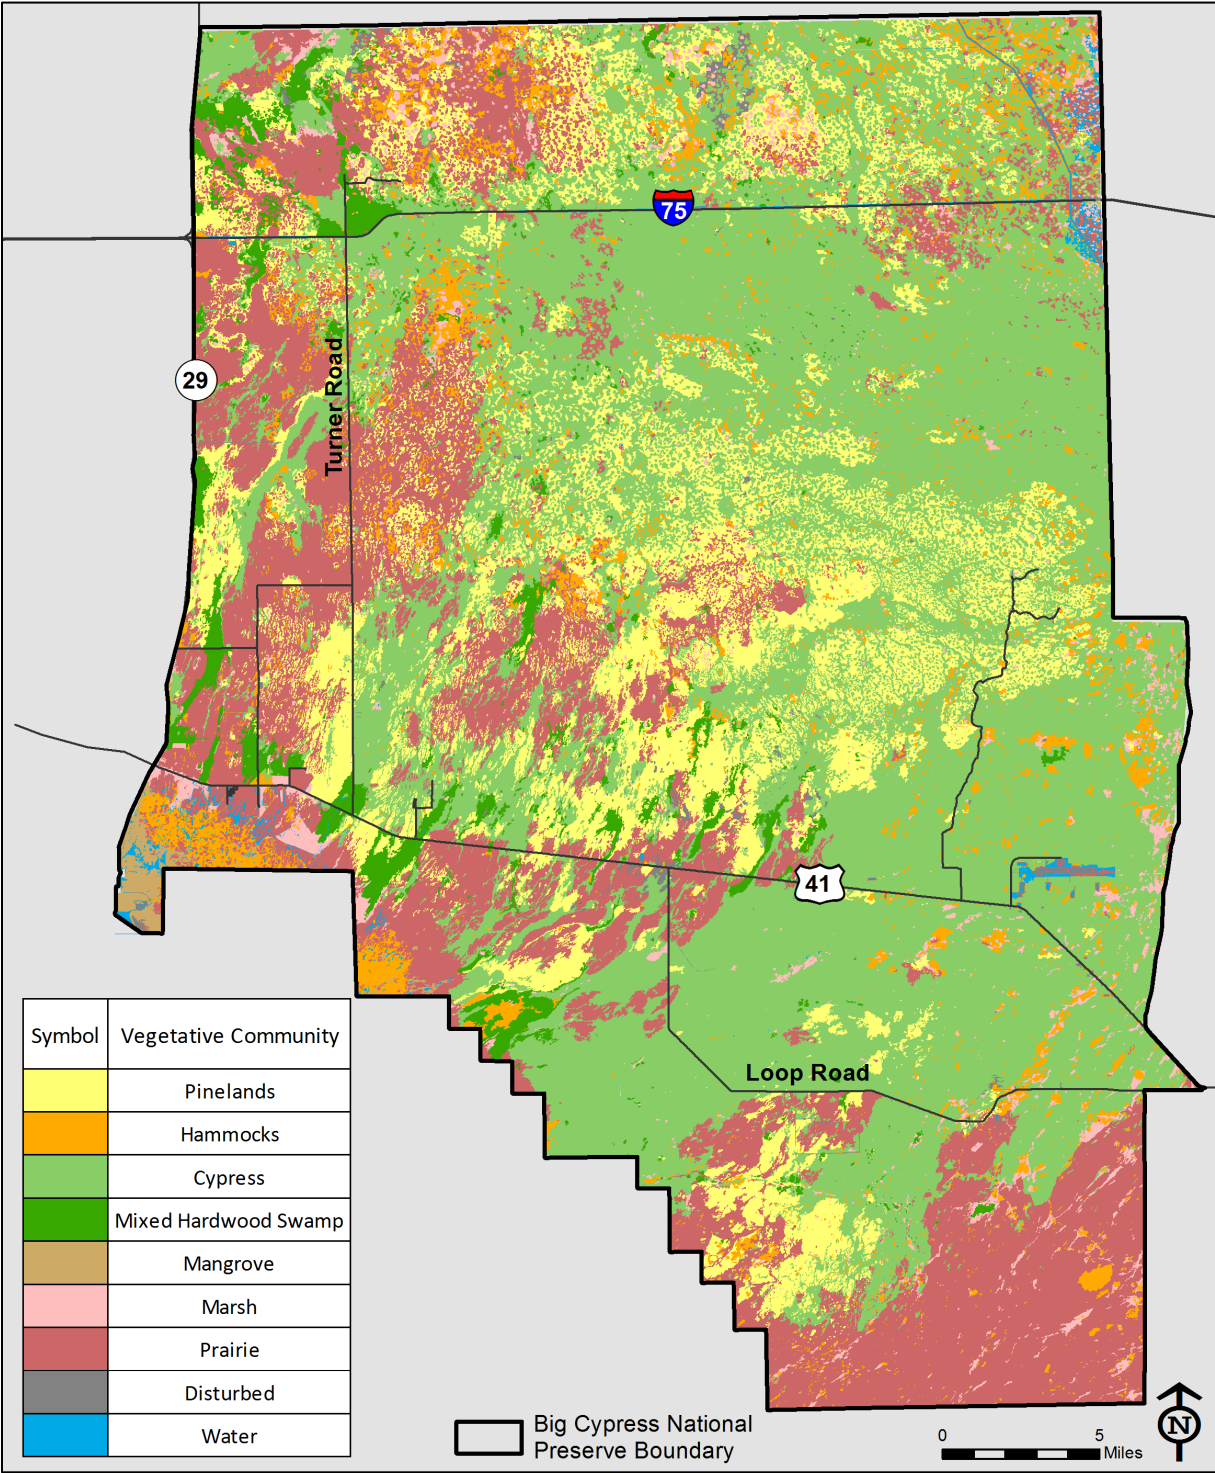 75
29
Turner Road
41
Loop Road
Symbol Vegetative Community
Pinelands
Hammocks
Cypress
Mixed Hardwood Swamp
Mangrove
Marsh
Prairie
Disturbed
Water
Big Cypress National
Preserve Boundary
0 5
Miles
N